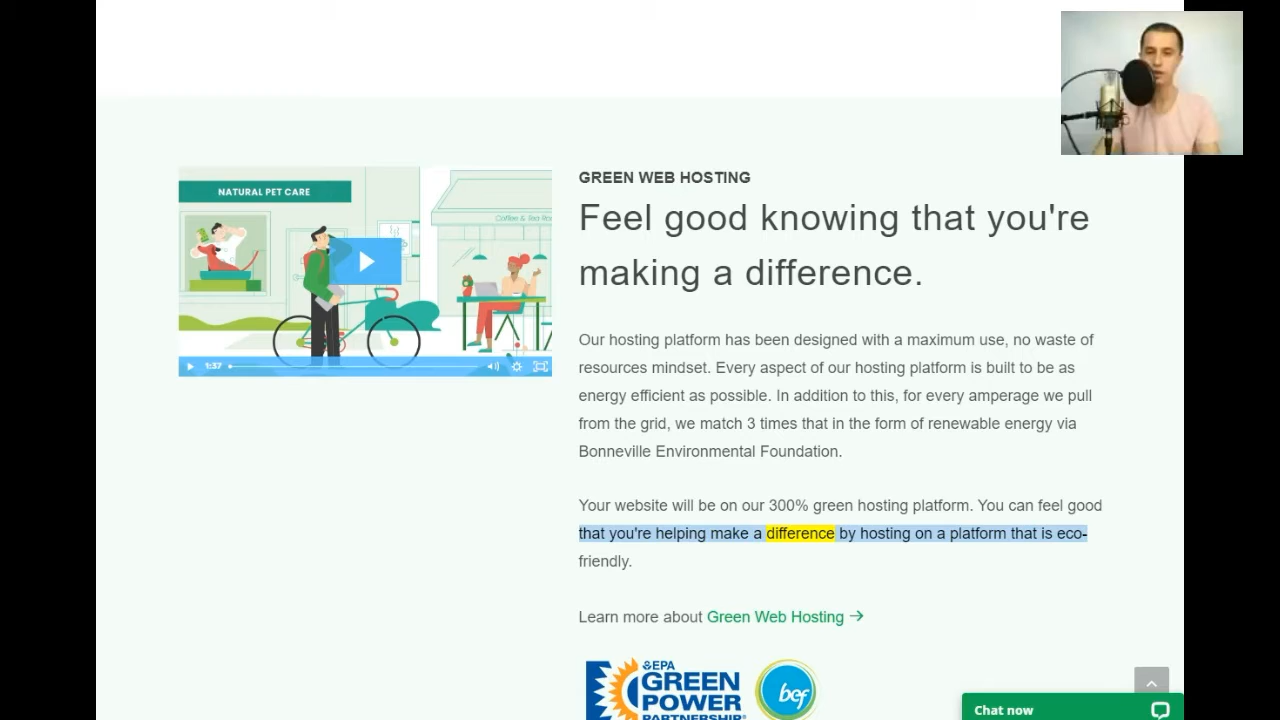 NATURAL PET CARE
Coffee & Tea Ro
1:37
GREEN WEB HOSTING
Feel good knowing that you're
making a difference.
Our hosting platform has been designed with a maximum use, no waste of
resources mindset. Every aspect of our hosting platform is built to be as
energy efficient as possible. In addition to this, for every amperage we pull
from the grid, we match 3 times that in the form of renewable energy via
Bonneville Environmental Foundation.
Your website will be on our 300% green hosting platform. You can feel good
that you're helping make a difference by hosting on a platform that is eco-
friendly.
Learn more about Green Web Hosting →
EPA
GREEN
POWER
PARTNERSHIP®
bef
Chat now